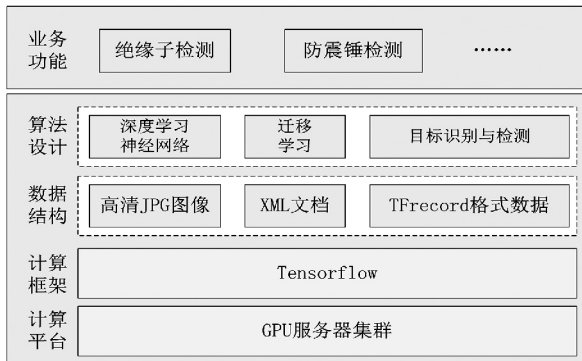 业务
功能
绝缘子检测
防震锤检测
……
算法
设计
深度学习
神经网络
迁移
学习
目标识别与检测
数据
结构
高清JPG图像
XML文档
TFrecord格式数据
计算
框架
Tensorflow
计算
平台
GPU服务器集群